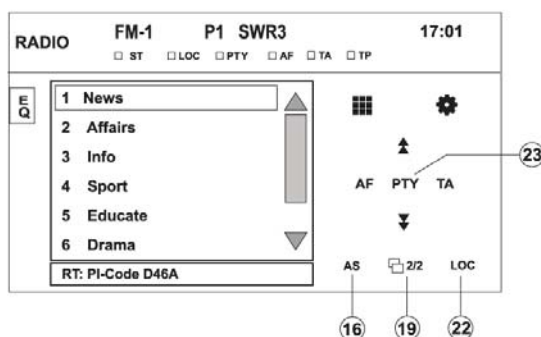 RADIO FM-1 P1 SWR3 17:01
ST LOC PTY AF TA TP
EQ
1 News
2 Affairs
3 Info
4 Sport
5 Educate
6 Drama
RT: PI-Code D46A
AF PTY TA
23
AS 2/2 LOC
16 19 22